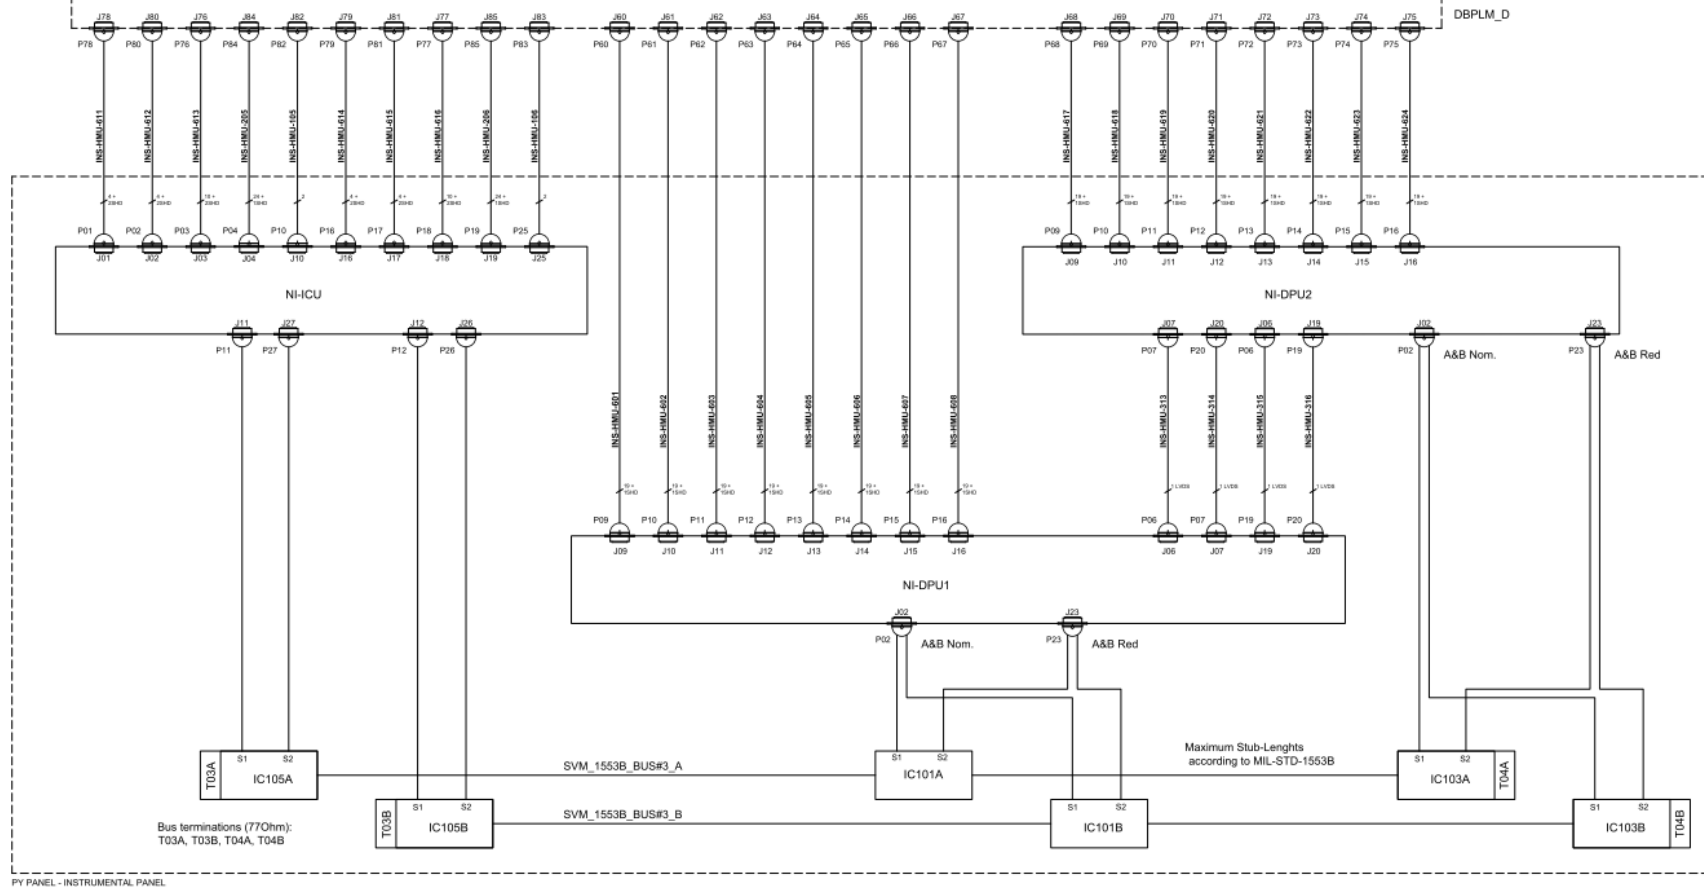 J78 J80 J76 J84 J82 J79 J81 J77 J85 J83 J60 J61 J62 J63 J64 J65 J66 J67 J68 J69 J70 J71 J72 J73 J74 J75 DBPLM_D
P78 P80 P76 P84 P82 P79 P81 P77 P85 P83 P60 P61 P62 P63 P64 P65 P66 P67 P68 P69 P70 P71 P72 P73 P74 P75
INS-HMU-611 INS-HMU-612 INS-HMU-613 INS-HMU-205 INS-HMU-105 INS-HMU-614 INS-HMU-615 INS-HMU-616 INS-HMU-206 INS-HMU-106 INS-HMU-617 INS-HMU-618 INS-HMU-619 INS-HMU-620 INS-HMU-621 INS-HMU-622 INS-HMU-623 INS-HMU-624
P01 P02 P03 P04 P10 P16 P17 P18 P19 P25 P09 P10 P11 P12 P13 P14 P15 P16
J01 J02 J03 J04 J10 J16 J17 J18 J19 J25 J09 J10 J11 J12 J13 J14 J15 J16
NI-ICU NI-DPU2
J11 J27 J12 J26 J07 J20 J06 J19 J02 J23
P11 P27 P12 P26 P07 P20 P06 P19 P02 A&B Nom. P23 A&B Red
INS-HMU-601 INS-HMU-602 INS-HMU-603 INS-HMU-604 INS-HMU-605 INS-HMU-606 INS-HMU-607 INS-HMU-608 INS-HMU-313 INS-HMU-314 INS-HMU-315 INS-HMU-316
1 LVDS 1 LVDS 1 LVDS 1 LVDS
P09 P10 P11 P12 P13 P14 P15 P16 P06 P07 P19 P20
J09 J10 J11 J12 J13 J14 J15 J16 J06 J07 J19 J20
NI-DPU1
J02 J23
P02 A&B Nom. P23 A&B Red
Maximum Stub-Lenghts
according to MIL-STD-1553B
T03A S1 S2 IC105A
SVM_1553B_BUS#3_A
S1 S2 IC101A
S1 S2 IC103A T04A
T03B S1 S2 IC105B
SVM_1553B_BUS#3_B
S1 S2 IC101B
S1 S2 IC103B T04B
Bus terminations (77Ohm):
T03A, T03B, T04A, T04B
PY PANEL - INSTRUMENTAL PANEL